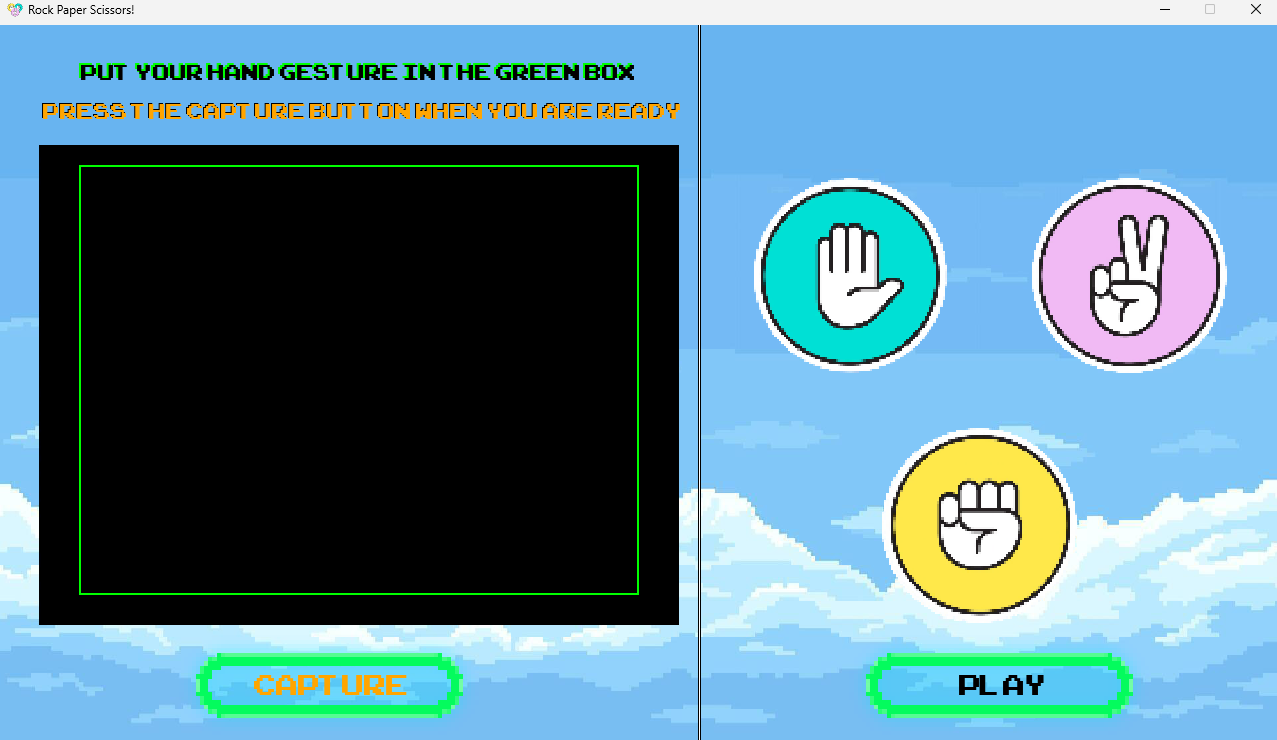 Rock Paper Scissors!
PUT YOUR HAND GESTURE IN THE GREEN BOX
PRESS THE CAPTURE BUTTON WHEN YOU ARE READY
CAPTURE
PLAY